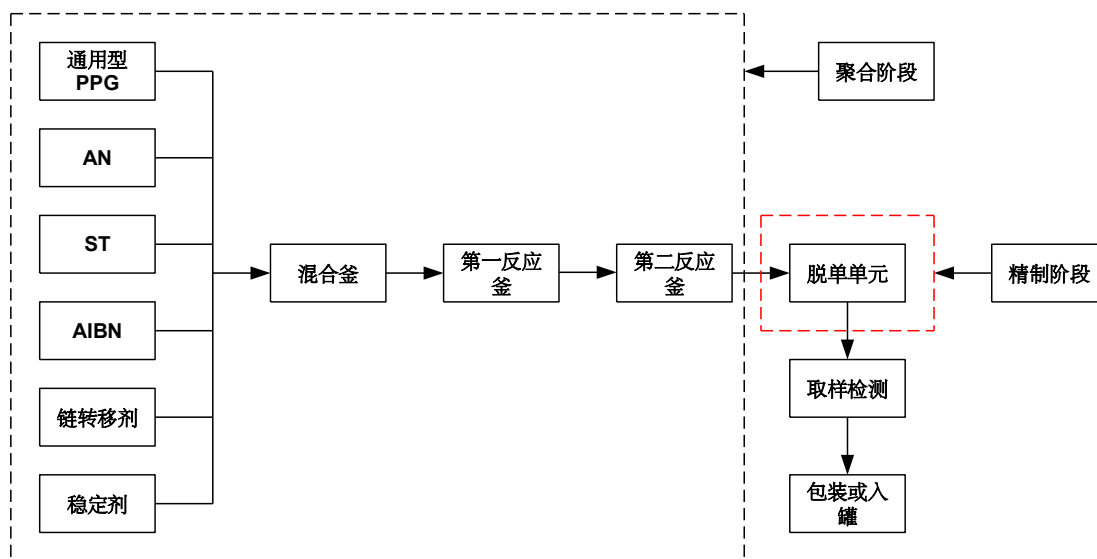 通用型
PPG
聚合阶段
AN
ST
混合釜
第一反应
釜
第二反应
釜
脱单单元
精制阶段
AIBN
链转移剂
取样检测
稳定剂
包装或入
罐